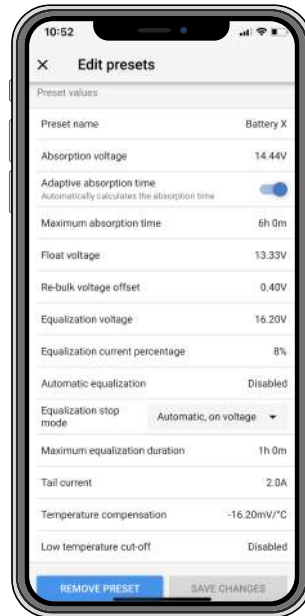 10:52
Edit presets
Preset values
Preset name Battery X
Absorption voltage 14.44V
Adaptive absorption time
Automatically calculates the absorption time
Maximum absorption time 6h 0m
Float voltage 13.33V
Re-bulk voltage offset 0.40V
Equalization voltage 16.20V
Equalization current percentage 8%
Automatic equalization Disabled
Equalization stop mode Automatic, on voltage
Maximum equalization duration 1h 0m
Tail current 2.0A
Temperature compensation -16.20mV/°C
Low temperature cut-off Disabled
REMOVE PRESET SAVE CHANGES